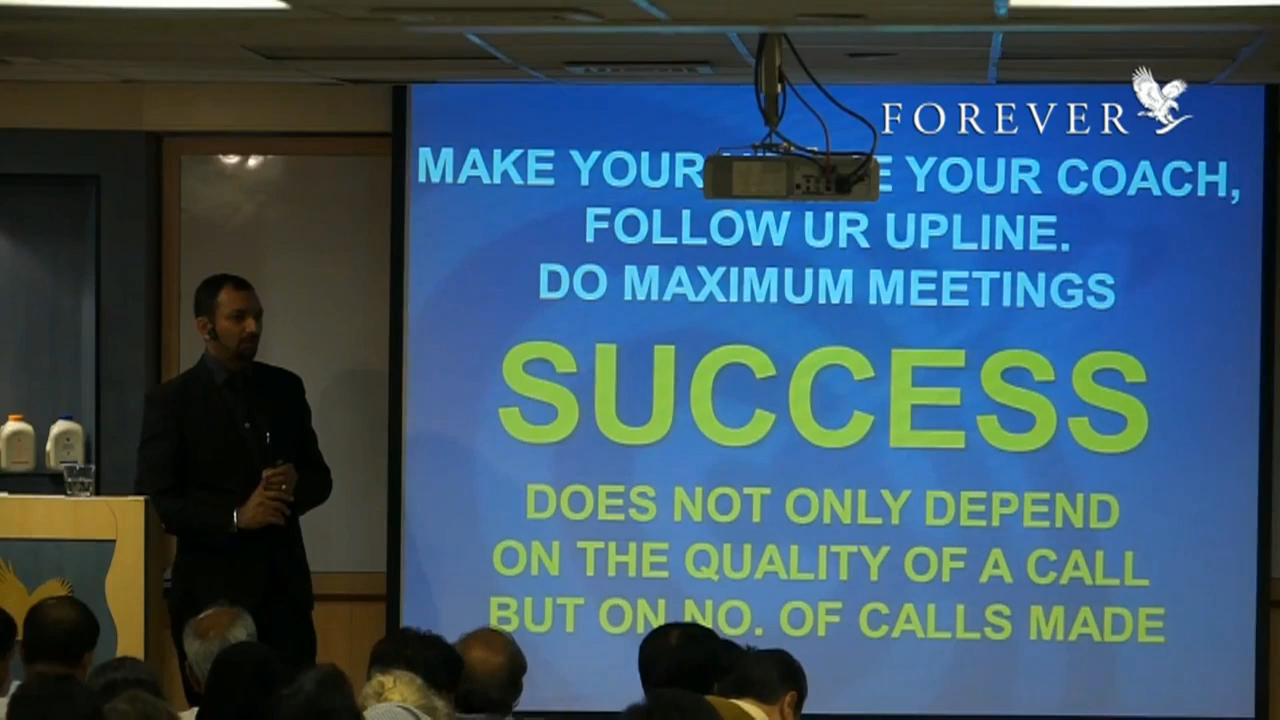 FOREVER
MAKE YOUR E YOUR COACH,
FOLLOW UR UPLINE.
DO MAXIMUM MEETINGS
SUCCESS
DOES NOT ONLY DEPEND
ON THE QUALITY OF A CALL
BUT ON NO. OF CALLS MADE